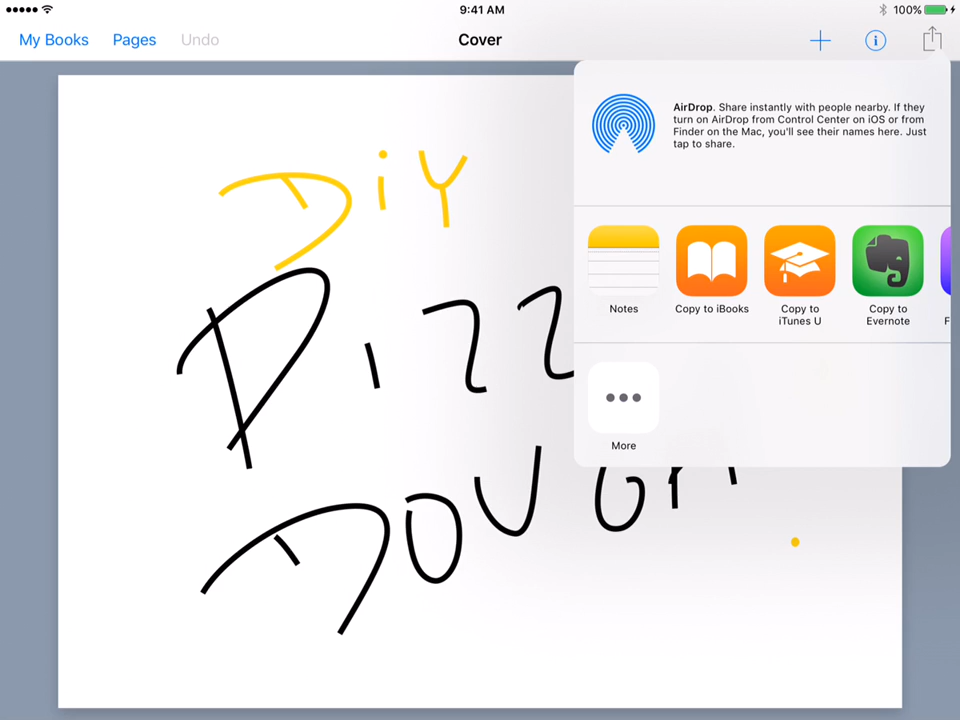 9:41 AM
100%
My Books Pages Undo Cover
AirDrop. Share instantly with people nearby. If they
turn on AirDrop from Control Center on iOS or from
Finder on the Mac, you'll see their names here. Just
tap to share.
DiY
Notes
Copy to iBooks
Copy to
iTunes U
Copy to
Evernote
More